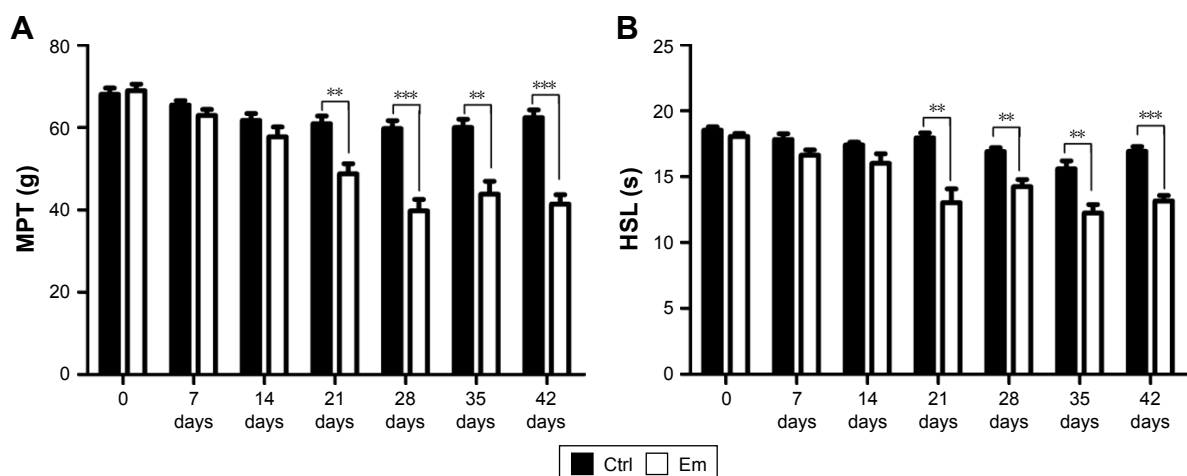 A
MPT (g)
80
60
40
20
0
**
***
**
***
0
7 days
14 days
21 days
28 days
35 days
42 days
B
HSL (s)
25
20
15
10
5
0
**
**
**
***
0
7 days
14 days
21 days
28 days
35 days
42 days
Ctrl
Em